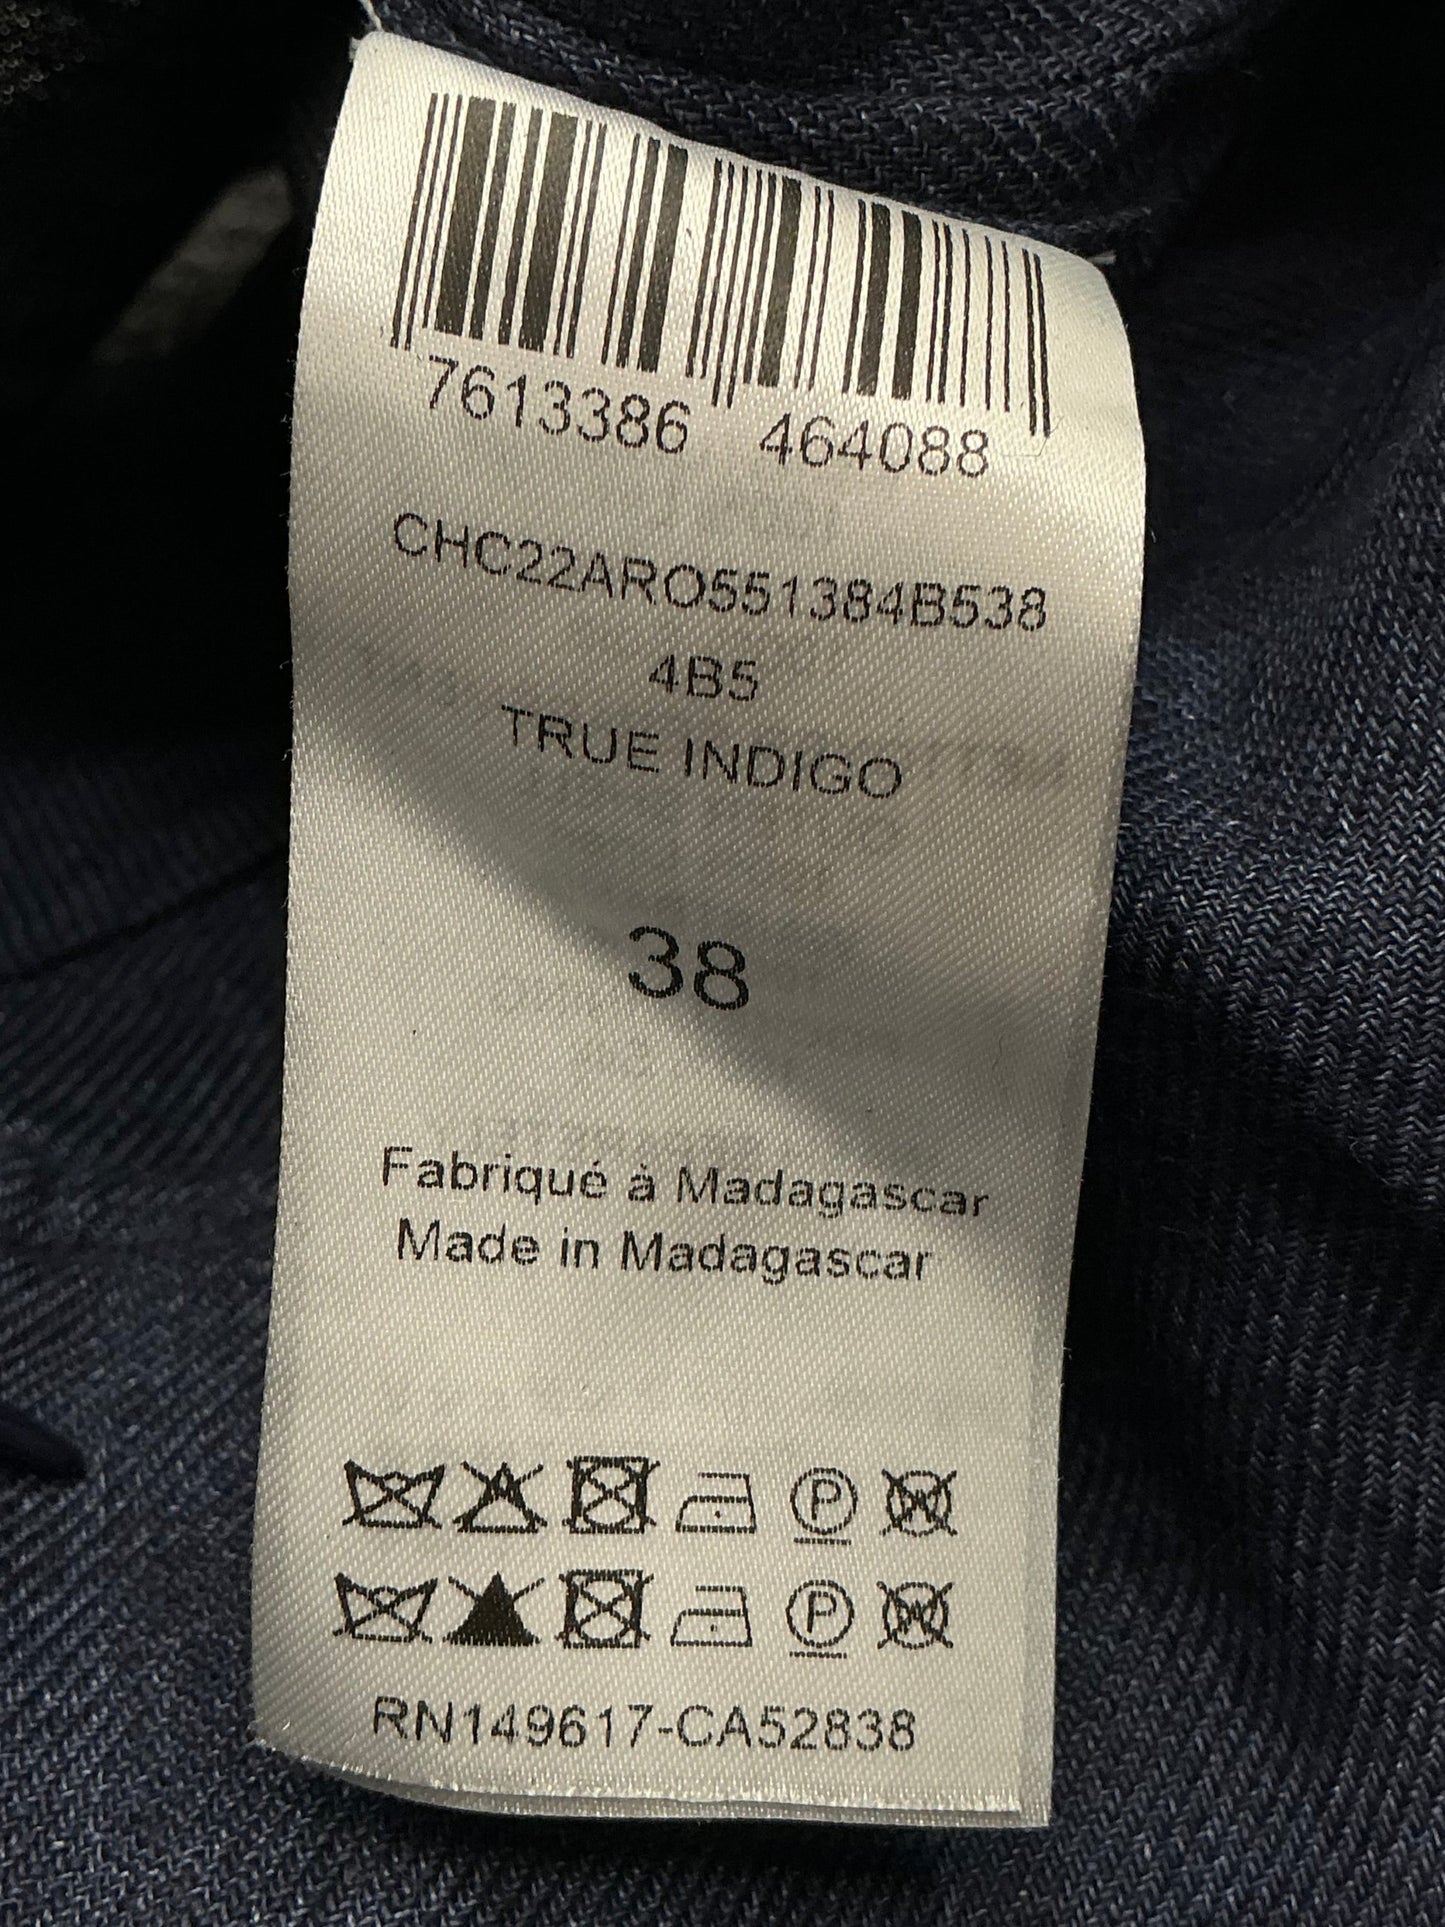 7613386 464088
CHC22ARO551384B538
4B5
TRUE INDIGO
38
Fabriqué à Madagascar
Made in Madagascar
P W
P W
RN149617-CA52838